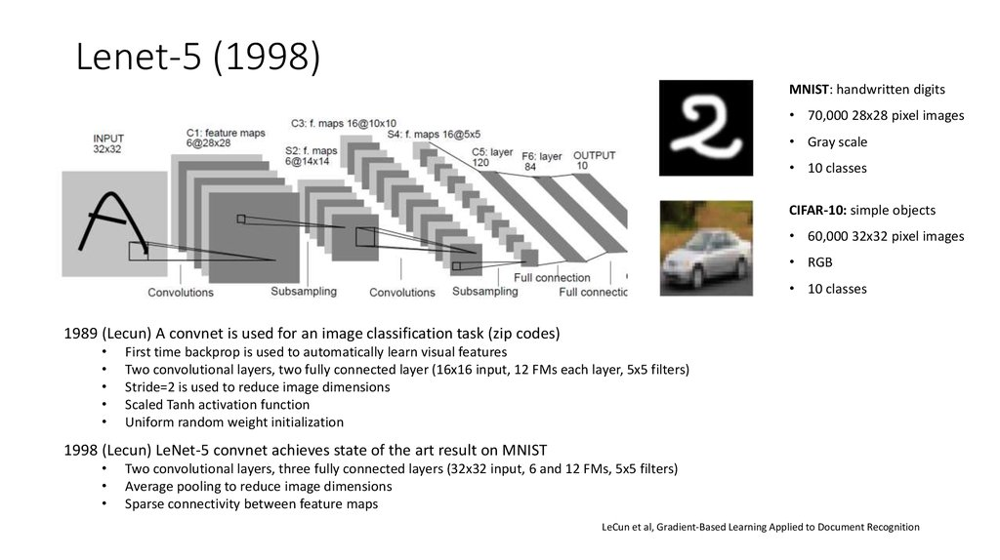 Lenet-5 (1998)
INPUT
32x32
C1: feature maps
6@28x28
C3: f. maps 16@10x10
S2: f. maps
6@14x14
S4: f. maps 16@5x5
C5: layer
120
F6: layer
84
OUTPUT
10
Convolutions
Subsampling
Convolutions
Subsampling
Full connection
Full connectic
MNIST: handwritten digits
• 70,000 28x28 pixel images
• Gray scale
• 10 classes
CIFAR-10: simple objects
• 60,000 32x32 pixel images
• RGB
• 10 classes
1989 (Lecun) A convnet is used for an image classification task (zip codes)
• First time backprop is used to automatically learn visual features
• Two convolutional layers, two fully connected layer (16x16 input, 12 FMs each layer, 5x5 filters)
• Stride=2 is used to reduce image dimensions
• Scaled Tanh activation function
• Uniform random weight initialization
1998 (Lecun) LeNet-5 convnet achieves state of the art result on MNIST
• Two convolutional layers, three fully connected layers (32x32 input, 6 and 12 FMs, 5x5 filters)
• Average pooling to reduce image dimensions
• Sparse connectivity between feature maps
LeCun et al, Gradient-Based Learning Applied to Document Recognition
A
2